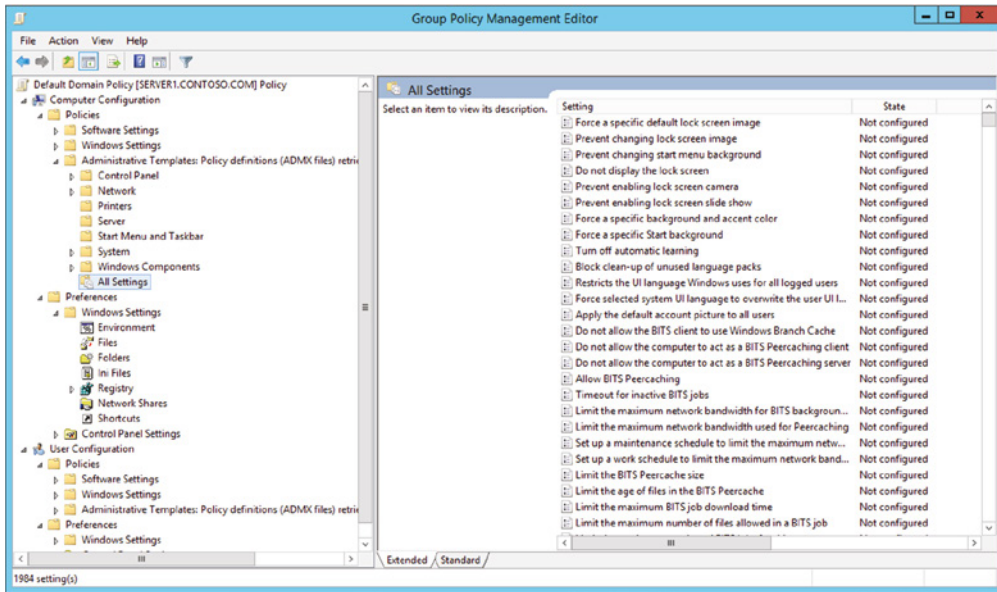 Group Policy Management Editor
File Action View Help
Default Domain Policy [SERVER1.CONTOSO.COM] Policy
Computer Configuration
Policies
Software Settings
Windows Settings
Administrative Templates: Policy definitions (ADMX files) retrie
Control Panel
Network
Printers
Server
Start Menu and Taskbar
System
Windows Components
All Settings
Preferences
Windows Settings
Environment
Files
Folders
Ini Files
Registry
Network Shares
Shortcuts
Control Panel Settings
User Configuration
Policies
Software Settings
Windows Settings
Administrative Templates: Policy definitions (ADMX files) retrie
Preferences
Windows Settings
All Settings
Select an item to view its description.
Setting State
Force a specific default lock screen image Not configured
Prevent changing lock screen image Not configured
Prevent changing start menu background Not configured
Do not display the lock screen Not configured
Prevent enabling lock screen camera Not configured
Prevent enabling lock screen slide show Not configured
Force a specific background and accent color Not configured
Force a specific Start background Not configured
Turn off automatic learning Not configured
Block clean-up of unused language packs Not configured
Restricts the UI language Windows uses for all logged users Not configured
Force selected system UI language to overwrite the user UI l... Not configured
Apply the default account picture to all users Not configured
Do not allow the BITS client to use Windows Branch Cache Not configured
Do not allow the computer to act as a BITS Peercaching client Not configured
Do not allow the computer to act as a BITS Peercaching server Not configured
Allow BITS Peercaching Not configured
Timeout for inactive BITS jobs Not configured
Limit the maximum network bandwidth for BITS backgroun... Not configured
Limit the maximum network bandwidth used for Peercaching Not configured
Set up a maintenance schedule to limit the maximum netw... Not configured
Set up a work schedule to limit the maximum network band... Not configured
Limit the BITS Peercache size Not configured
Limit the age of files in the BITS Peercache Not configured
Limit the maximum BITS job download time Not configured
Limit the maximum number of files allowed in a BITS job Not configured
Extended Standard
1984 setting(s)